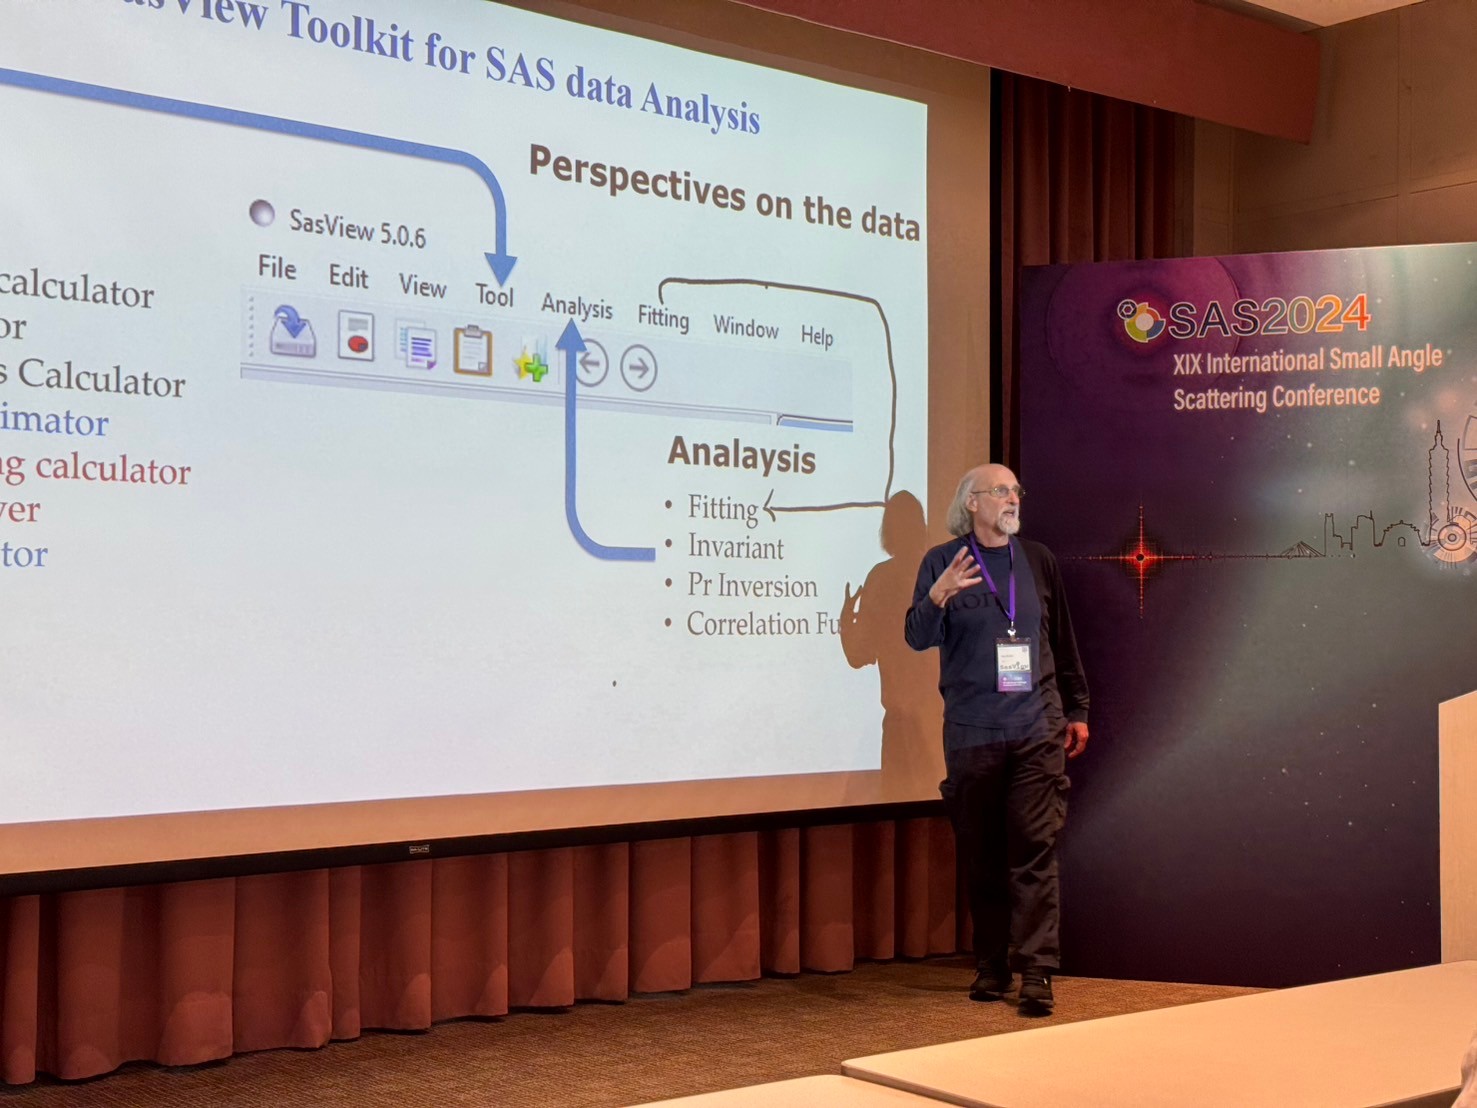 View Toolkit for SAS data Analysis
Perspectives on the data
SasView 5.0.6
File Edit View Tool Analysis Fitting Window Help
calculator
or
s Calculator
imator
ng calculator
ver
tor
Analaysis
• Fitting
• Invariant
• Pr Inversion
• Correlation Fu
SAS2024
XIX International Small Angle
Scattering Conference